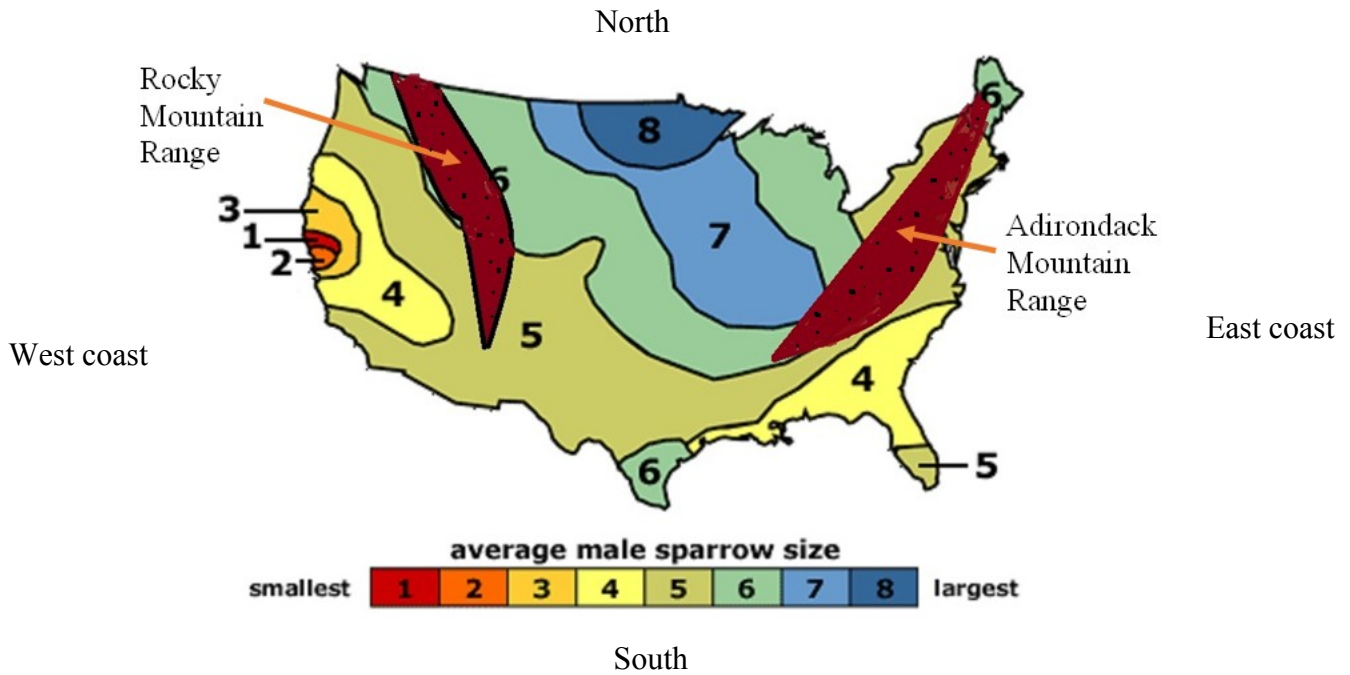 North
Rocky
Mountain
Range
6
8
6
3
1
2
7
Adirondack
Mountain
Range
4
5
West coast
East coast
4
6
5
average male sparrow size
smallest 1 2 3 4 5 6 7 8 largest
South